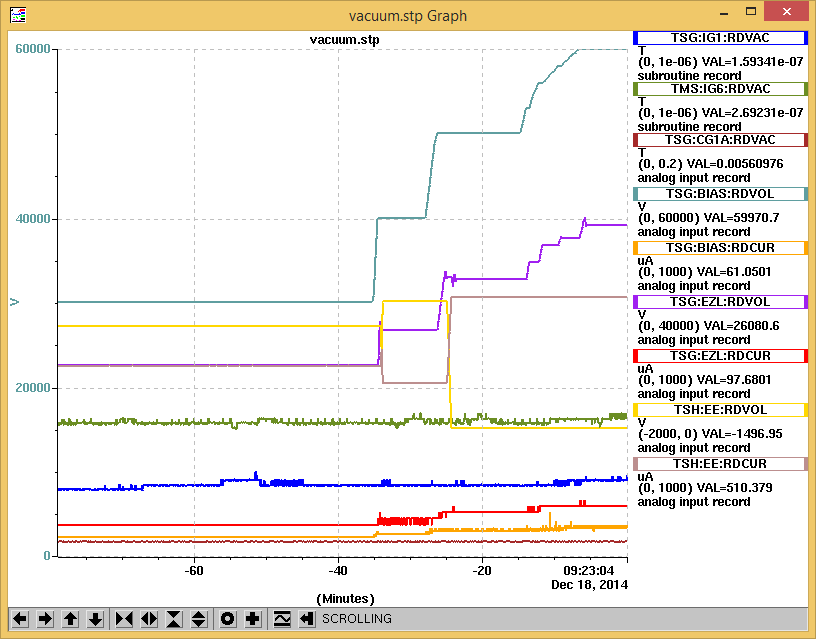 vacuum.stp Graph
vacuum.stp
60000
40000
V
20000
0
-60
-40
-20
09:23:04
Dec 18, 2014
(Minutes)
TSG:IG1:RDVAC
T
(0, 1e-06) VAL=1.59341e-07
subroutine record
TMS:IG6:RDVAC
T
(0, 1e-06) VAL=2.69231e-07
subroutine record
TSG:CG1A:RDVAC
T
(0, 0.2) VAL=0.00560976
analog input record
TSG:BIAS:RDVOL
V
(0, 60000) VAL=59970.7
analog input record
TSG:BIAS:RDCUR
uA
(0, 1000) VAL=61.0501
analog input record
TSG:EZL:RDVOL
V
(0, 40000) VAL=26080.6
analog input record
TSG:EZL:RDCUR
uA
(0, 1000) VAL=97.6801
analog input record
TSH:EE:RDVOL
V
(-2000, 0) VAL=-1496.95
analog input record
TSH:EE:RDCUR
uA
(0, 1000) VAL=510.379
analog input record
SCROLLING